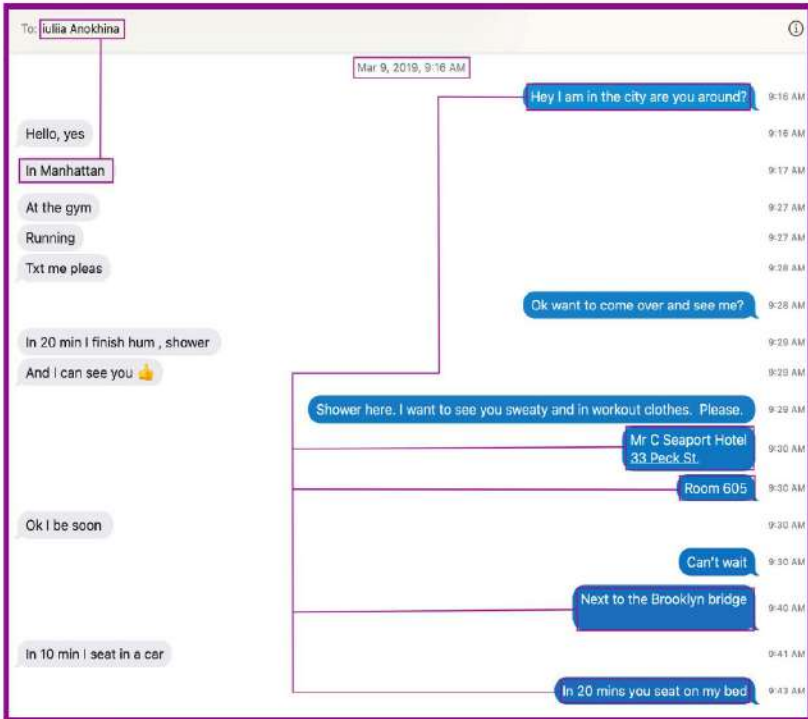 To: iuliia Anokhina
Mar 9, 2019, 9:16 AM
Hey I am in the city are you around?
9:16 AM
Hello, yes
9:16 AM
In Manhattan
9:17 AM
At the gym
9:27 AM
Running
9:27 AM
Txt me pleas
9:28 AM
Ok want to come over and see me?
9:28 AM
In 20 min I finish hum , shower
9:29 AM
And I can see you 👍
9:29 AM
Shower here. I want to see you sweaty and in workout clothes. Please.
9:29 AM
Mr C Seaport Hotel
33 Peck St.
9:30 AM
Room 605
9:30 AM
Ok I be soon
9:30 AM
Can't wait
9:30 AM
Next to the Brooklyn bridge
9:40 AM
In 10 min I seat in a car
9:41 AM
In 20 mins you seat on my bed
9:43 AM